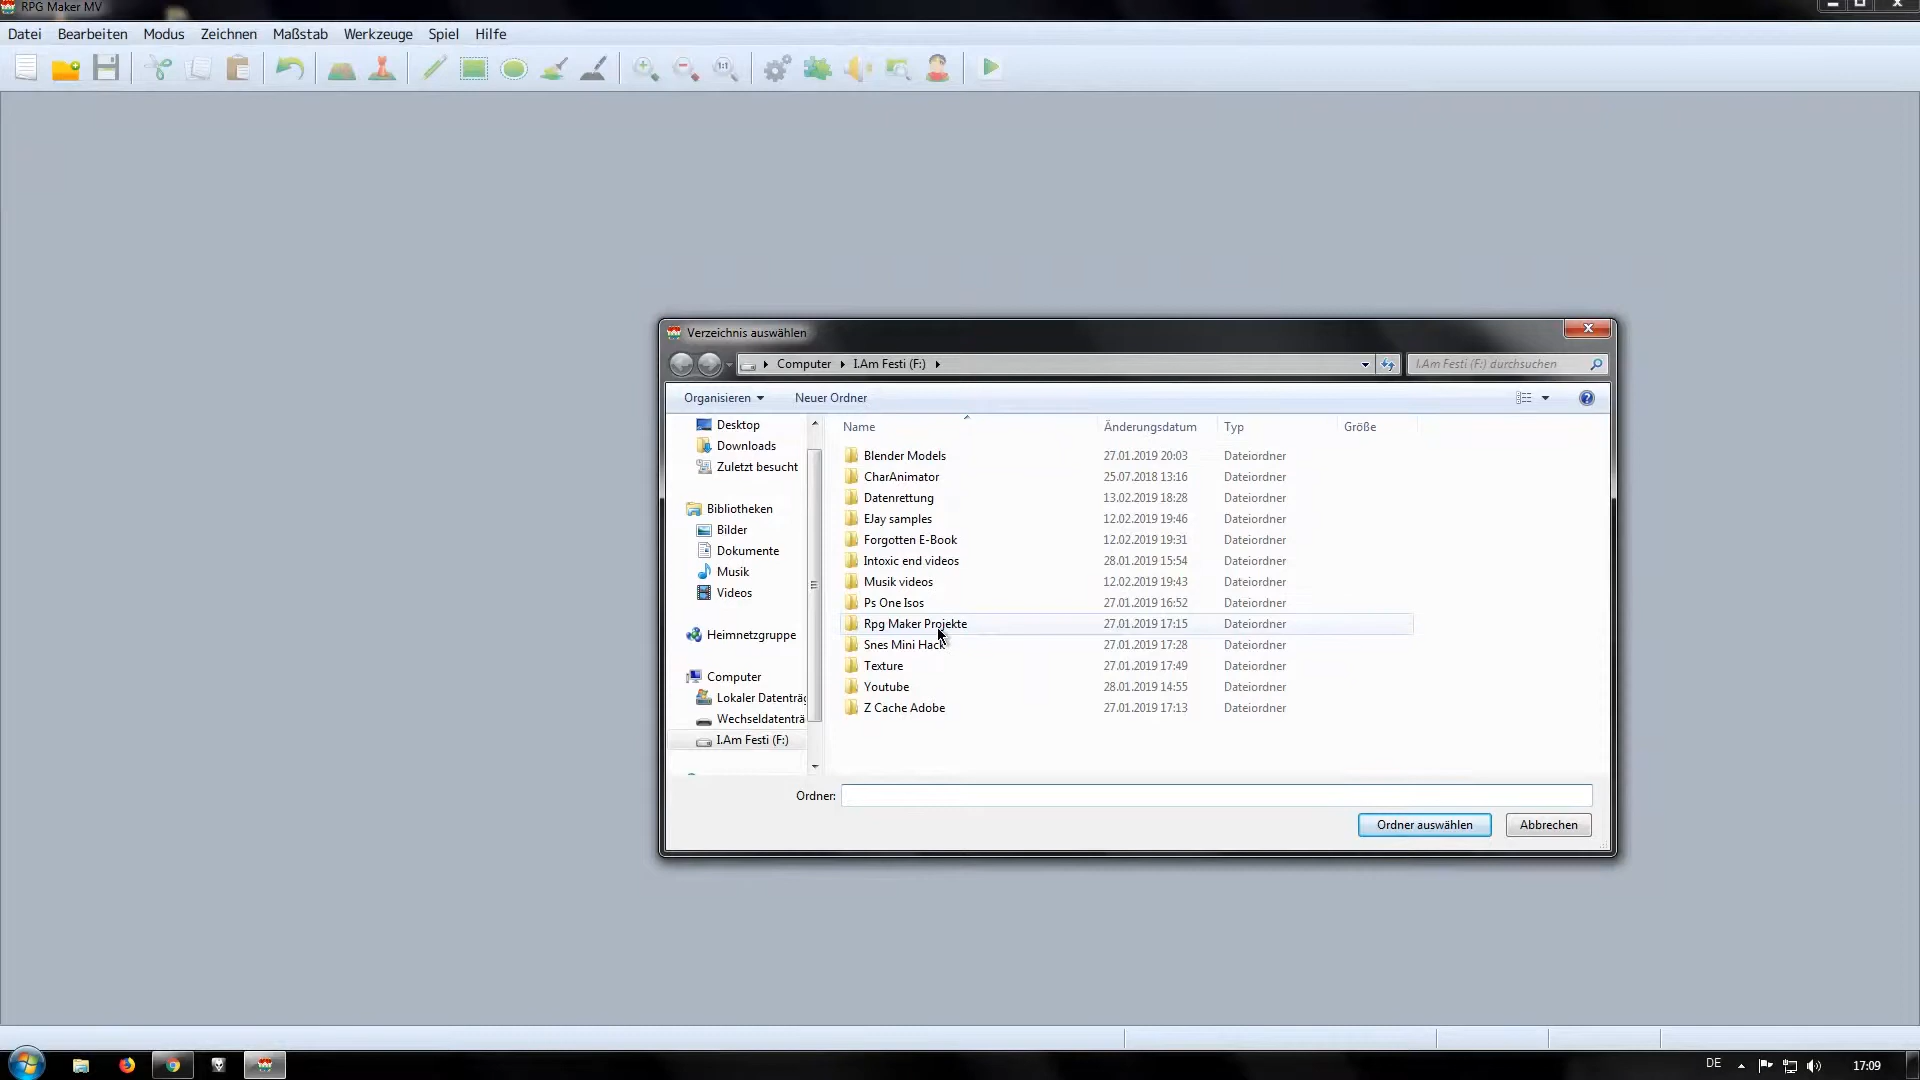 RPG Maker MV
Datei Bearbeiten Modus Zeichnen Maßstab Werkzeuge Spiel Hilfe
1:1
Verzeichnis auswählen
Computer I.Am Festi (F:)
I.Am Festi (F:) durchsuchen
Organisieren Neuer Ordner
Name Änderungsdatum Typ Größe
Desktop
Downloads
Zuletzt besucht
Bibliotheken
Bilder
Dokumente
Musik
Videos
Heimnetzgruppe
Computer
Lokaler Datenträg
Wechseldatenträ
I.Am Festi (F:)
Blender Models 27.01.2019 20:03 Dateiordner
CharAnimator 25.07.2018 13:16 Dateiordner
Datenrettung 13.02.2019 18:28 Dateiordner
EJay samples 12.02.2019 19:46 Dateiordner
Forgotten E-Book 12.02.2019 19:31 Dateiordner
Intoxic end videos 28.01.2019 15:54 Dateiordner
Musik videos 12.02.2019 19:43 Dateiordner
Ps One Isos 27.01.2019 16:52 Dateiordner
Rpg Maker Projekte 27.01.2019 17:15 Dateiordner
Snes Mini Hack 27.01.2019 17:28 Dateiordner
Texture 27.01.2019 17:49 Dateiordner
Youtube 28.01.2019 14:55 Dateiordner
Z Cache Adobe 27.01.2019 17:13 Dateiordner
Ordner:
Ordner auswählen Abbrechen
DE 17:09